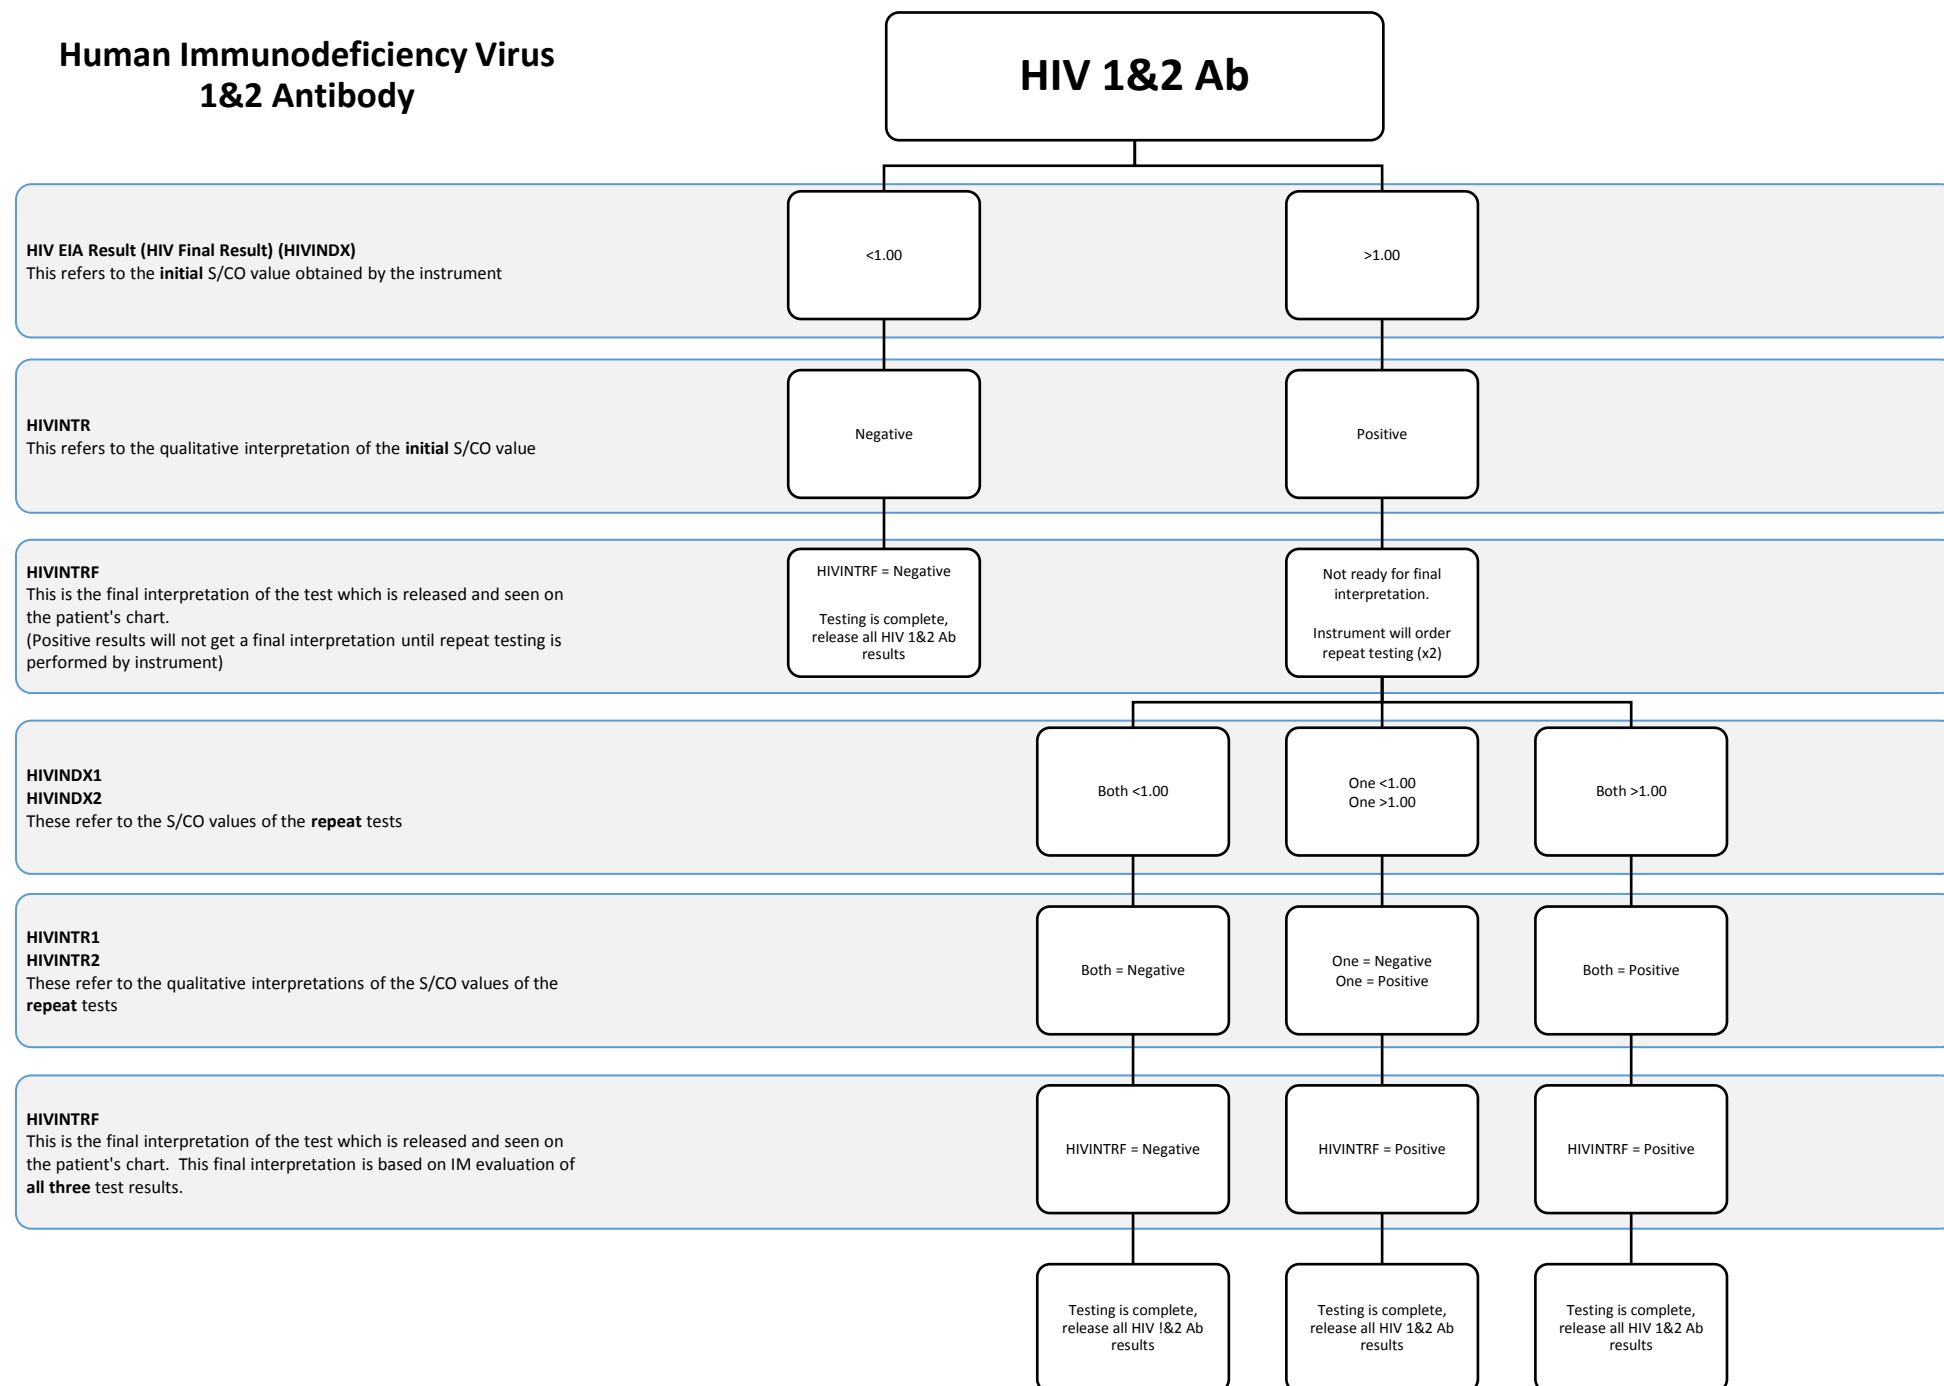 Human Immunodeficiency Virus
1&2 Antibody
HIV 1&2 Ab
HIV EIA Result (HIV Final Result) (HIVINDX)
This refers to the initial S/CO value obtained by the instrument
<1.00
>1.00
HIVINTR
This refers to the qualitative interpretation of the initial S/CO value
Negative
Positive
HIVINTRF
This is the final interpretation of the test which is released and seen on
the patient's chart.
(Positive results will not get a final interpretation until repeat testing is
performed by instrument)
HIVINTRF = Negative
Testing is complete,
release all HIV 1&2 Ab
results
Not ready for final
interpretation.
Instrument will order
repeat testing (x2)
HIVINDX1
HIVINDX2
These refer to the S/CO values of the repeat tests
Both <1.00
One <1.00
One >1.00
Both >1.00
HIVINTR1
HIVINTR2
These refer to the qualitative interpretations of the S/CO values of the
repeat tests
Both = Negative
One = Negative
One = Positive
Both = Positive
HIVINTRF
This is the final interpretation of the test which is released and seen on
the patient's chart.  This final interpretation is based on IM evaluation of
all three test results.
HIVINTRF = Negative
HIVINTRF = Positive
HIVINTRF = Positive
Testing is complete,
release all HIV !&2 Ab
results
Testing is complete,
release all HIV 1&2 Ab
results
Testing is complete,
release all HIV 1&2 Ab
results